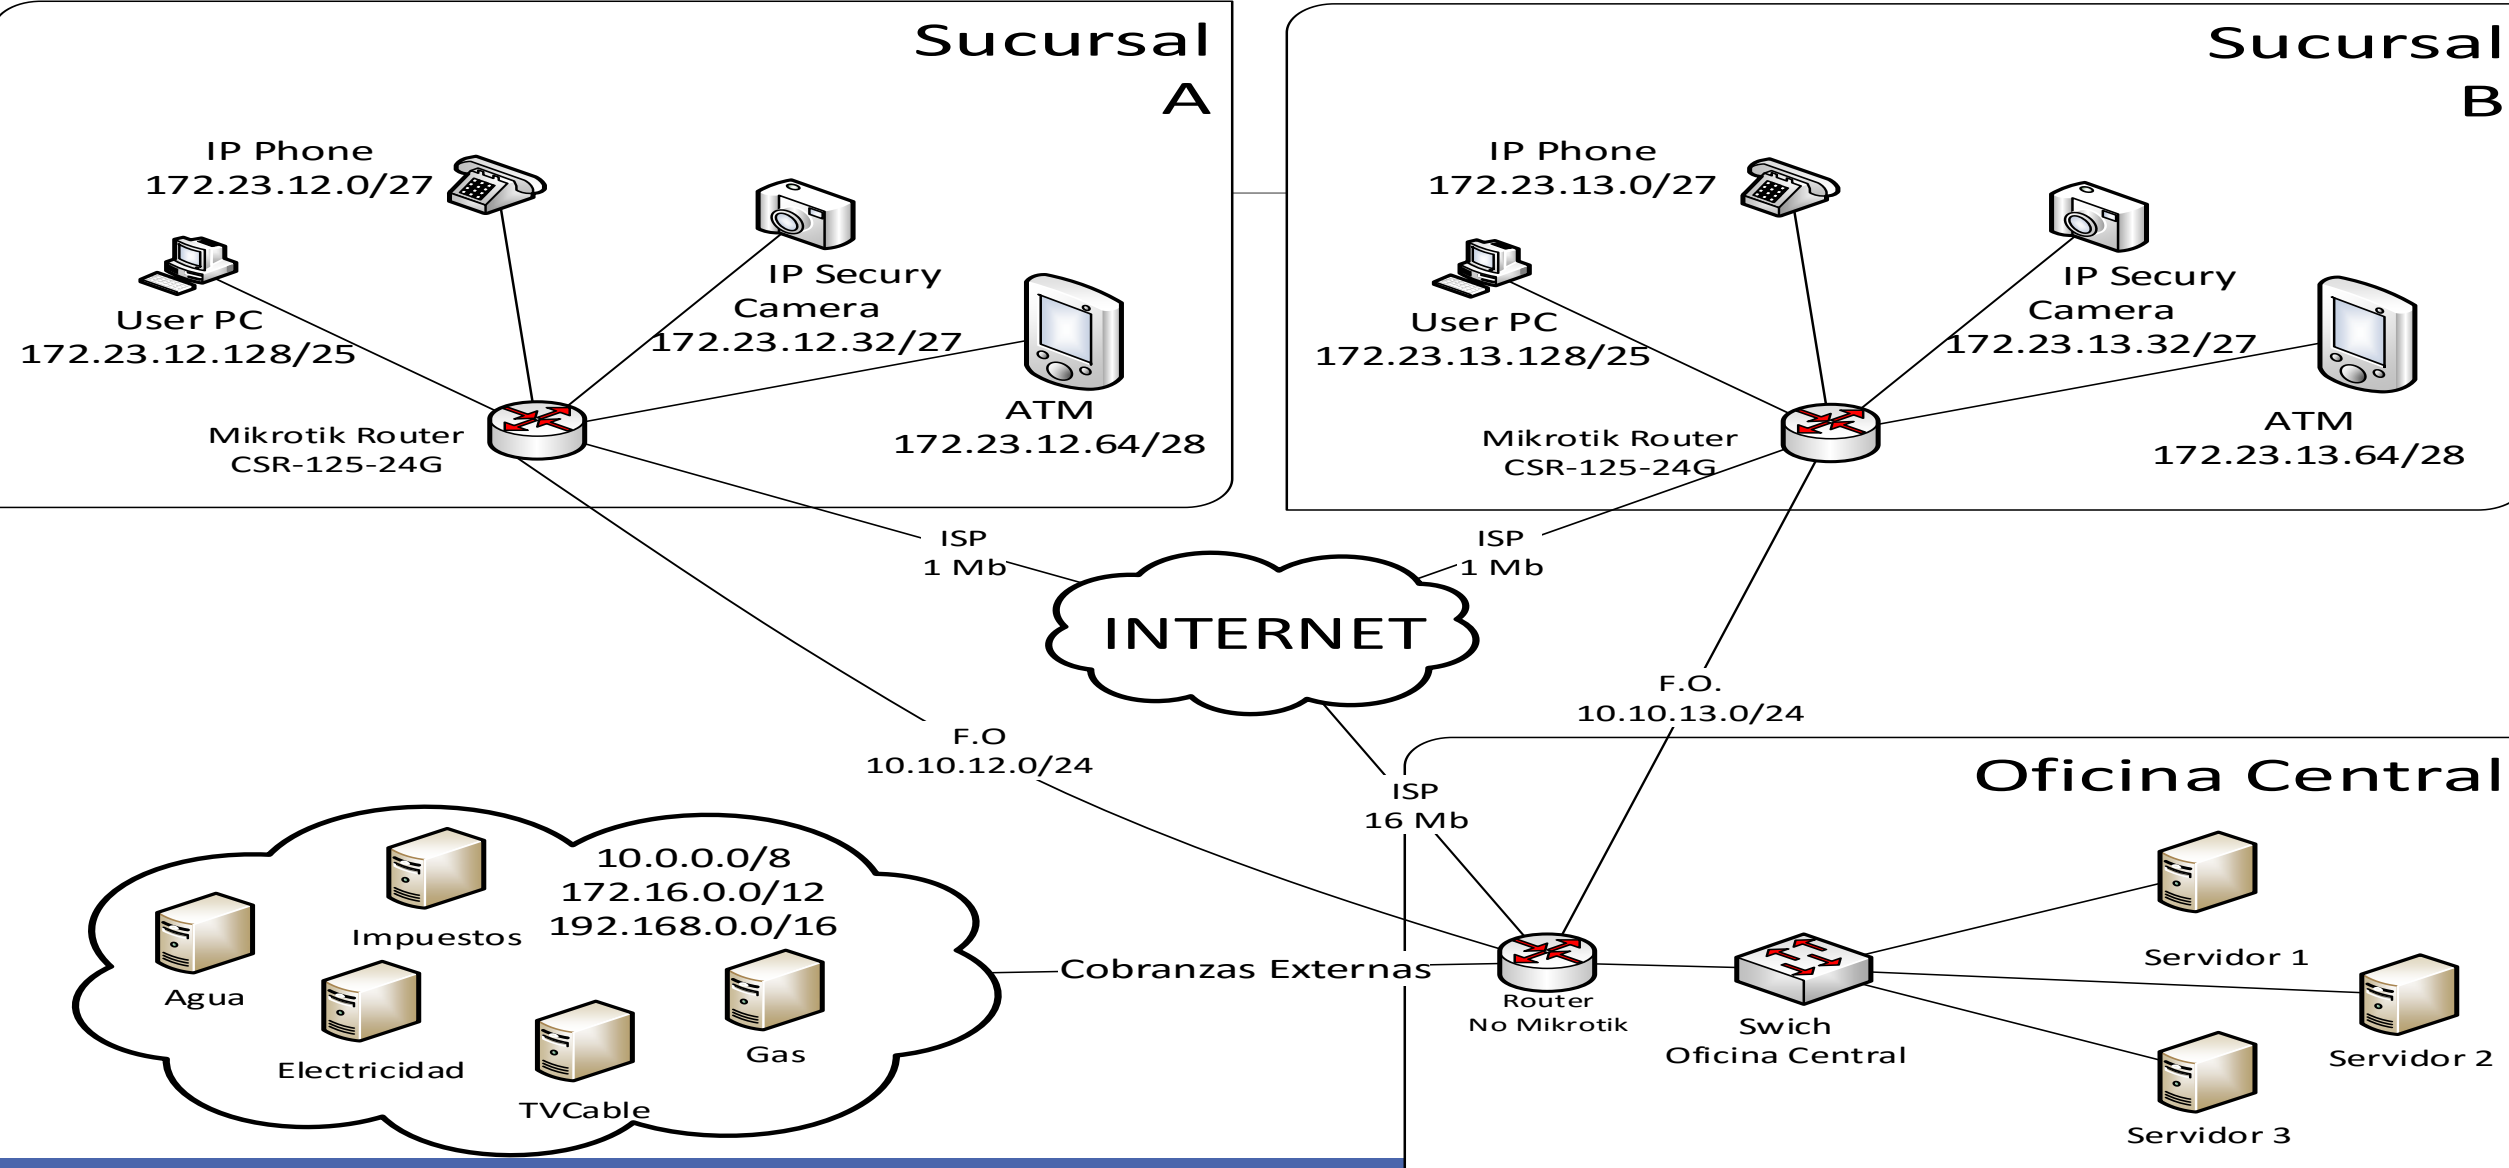 Sucursal
A
IP Phone
172.23.12.0/27
IP Secury
Camera
172.23.12.32/27
User PC
172.23.12.128/25
ATM
172.23.12.64/28
Mikrotik Router
CSR-125-24G
Sucursal
B
IP Phone
172.23.13.0/27
IP Secury
Camera
172.23.13.32/27
User PC
172.23.13.128/25
ATM
172.23.13.64/28
Mikrotik Router
CSR-125-24G
ISP
1 Mb
ISP
1 Mb
INTERNET
F.O.
10.10.13.0/24
F.O
10.10.12.0/24
ISP
16 Mb
Oficina Central
10.0.0.0/8
172.16.0.0/12
192.168.0.0/16
Impuestos
Agua
Electricidad
TVCable
Gas
Cobranzas Externas
Router
No Mikrotik
Swich
Oficina Central
Servidor 1
Servidor 2
Servidor 3